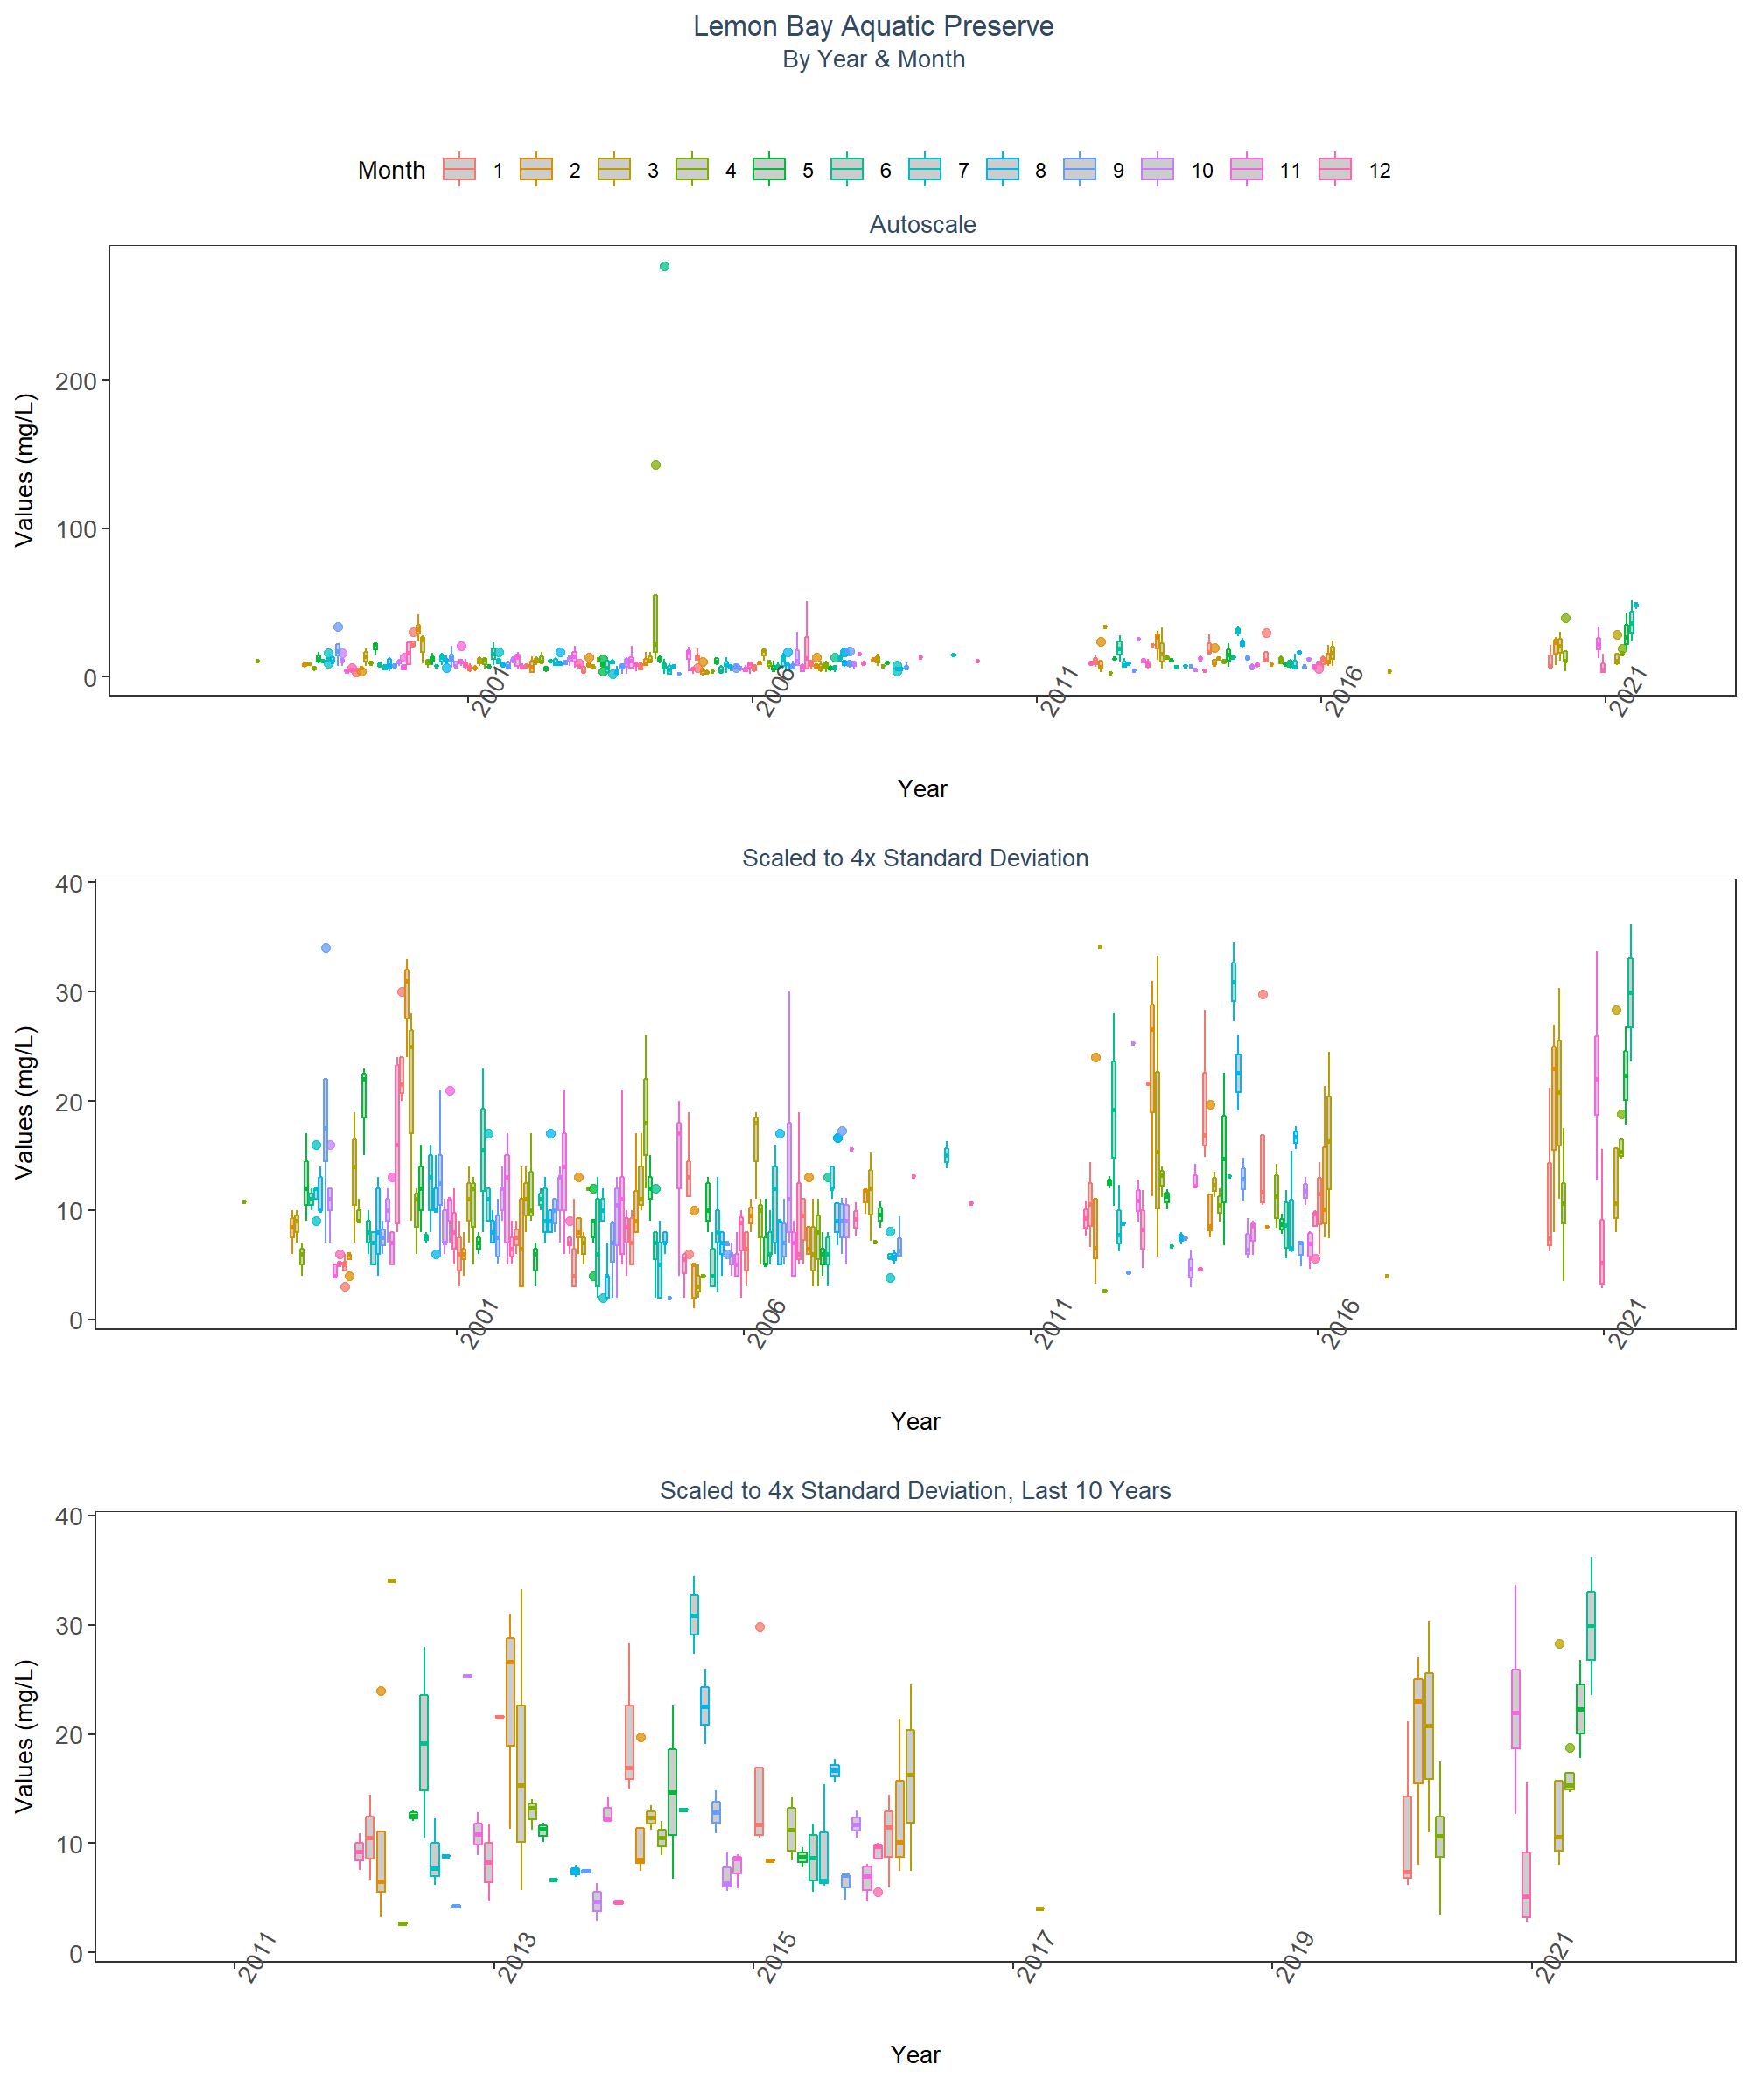 Lemon Bay Aquatic Preserve
By Year & Month
Month 1 2 3 4 5 6 7 8 9 10 11 12
Autoscale
Values (mg/L)
200
100
0
2001 2006 2011 2016 2021
Year
Scaled to 4x Standard Deviation
Values (mg/L)
40
30
20
10
0
2001 2006 2011 2016 2021
Year
Scaled to 4x Standard Deviation, Last 10 Years
Values (mg/L)
40
30
20
10
0
2011 2013 2015 2017 2019 2021
Year